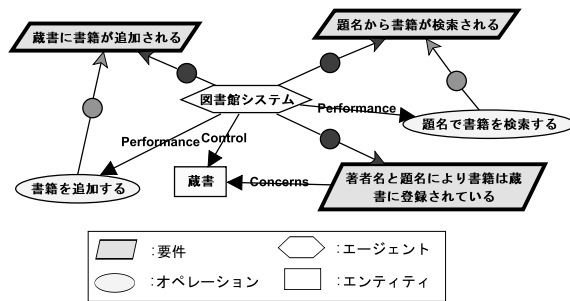 題名から書籍が検索される
蔵書に書籍が追加される
図書館システム
Performance
題名で書籍を検索する
Performance
Control
書籍を追加する
蔵書
Concerns
著者名と題名により書籍は蔵
書に登録されている
:要件
:エージェント
:オペレーション
:エンティティ